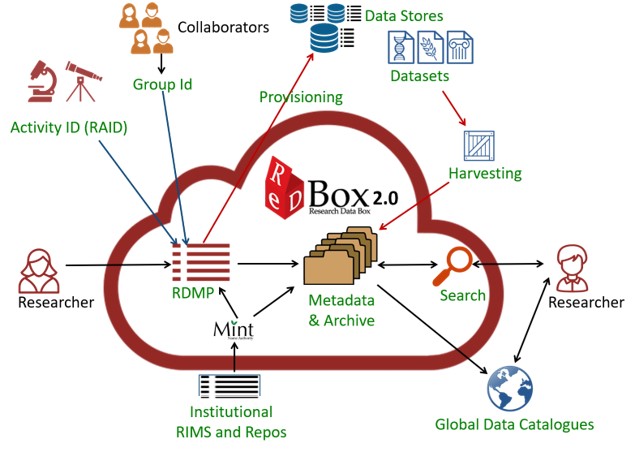 Collaborators
Data Stores
Group Id
Datasets
Provisioning
Activity ID (RAID)
Harvesting
ReD
Box 2.0
Research Data Box
Researcher
RDMP
Metadata
& Archive
Search
Researcher
Mint
Institutional
RIMS and Repos
Global Data Catalogues